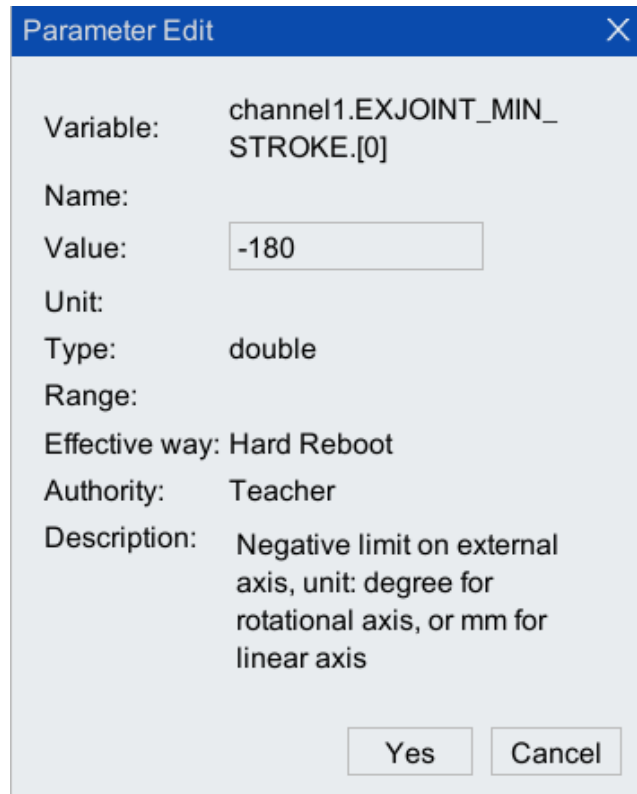 Parameter Edit
Variable: channel1.EXJOINT_MIN_
STROKE.[0]
Name:
Value: -180
Unit:
Type: double
Range:
Effective way: Hard Reboot
Authority: Teacher
Description: Negative limit on external
axis, unit: degree for
rotational axis, or mm for
linear axis
Yes Cancel